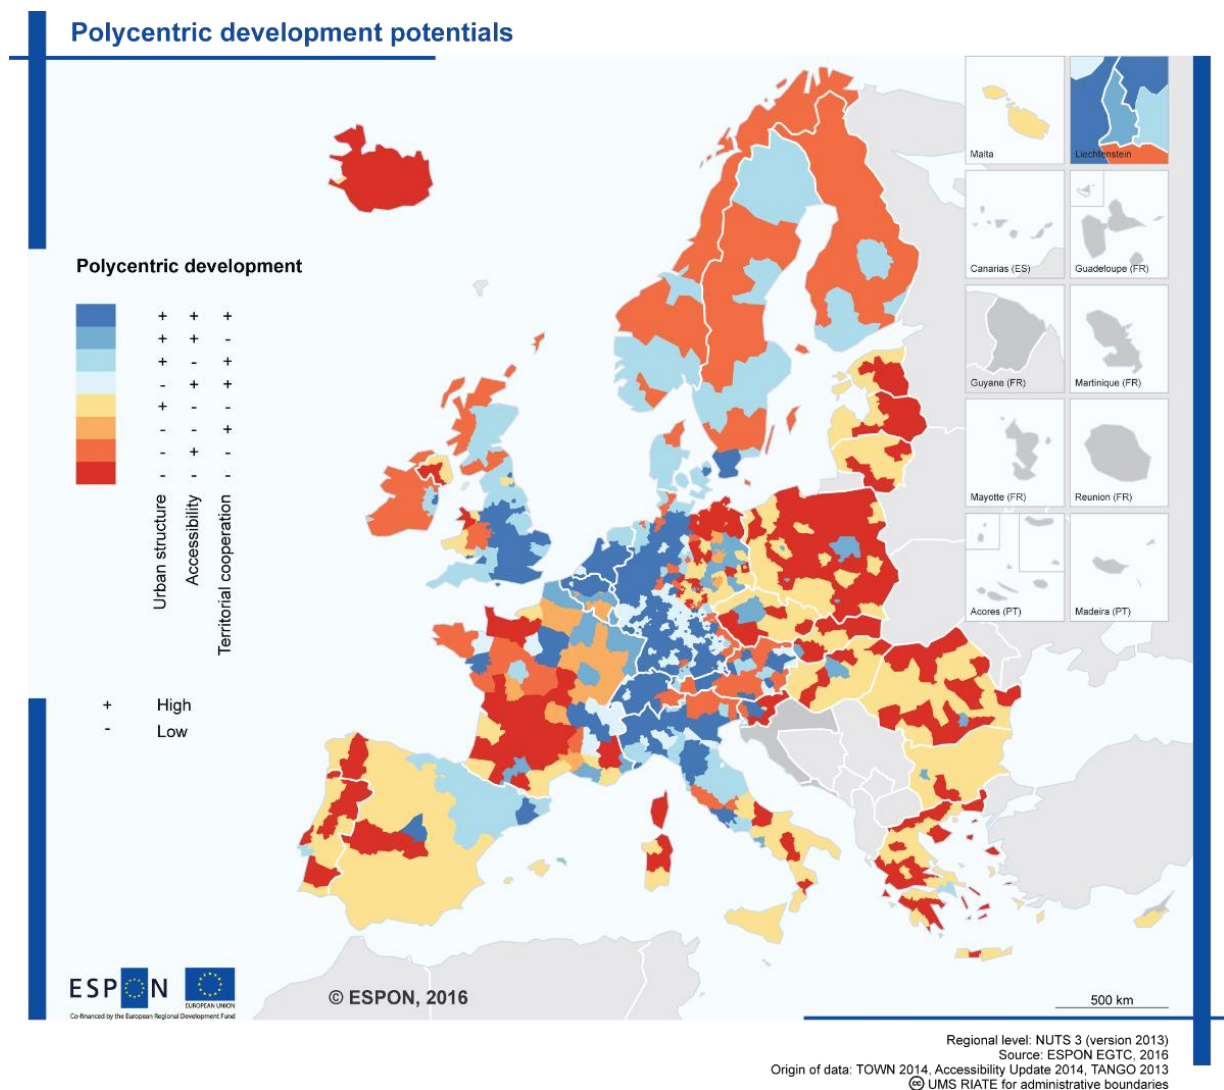 Polycentric development potentials
Malta
Liechtenstein
Canarias (ES)
Guadeloupe (FR)
Guyane (FR)
Martinique (FR)
Mayotte (FR)
Reunion (FR)
Acores (PT)
Madeira (PT)
Polycentric development
+ + +
+ + -
+ - +
- + +
+ - -
- - +
- + -
- - -
Urban structure
Accessibility
Territorial cooperation
+ High
- Low
ESPON
EUROPEAN UNION
Co-financed by the European Regional Development Fund
© ESPON, 2016
500 km
Regional level: NUTS 3 (version 2013)
Source: ESPON EGTC, 2016
Origin of data: TOWN 2014, Accessibility Update 2014, TANGO 2013
cc UMS RIATE for administrative boundaries